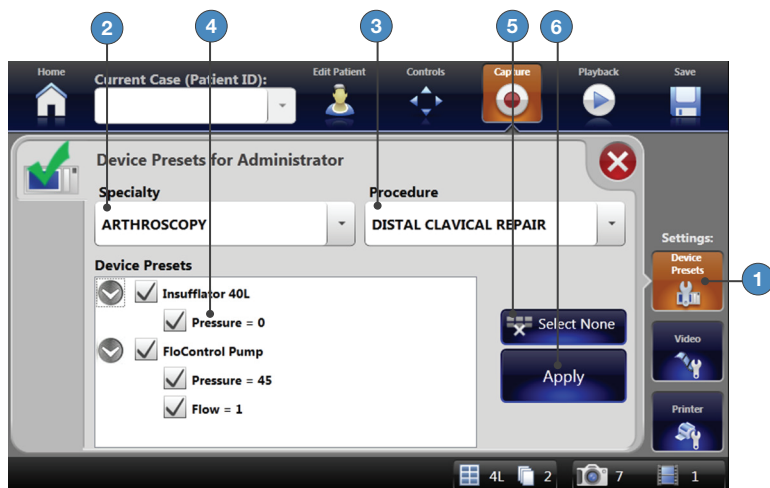 2
4
3
5
6
Home
Current Case (Patient ID):
Edit Patient
Controls
Capture
Playback
Save
Device Presets for Administrator
Specialty
Procedure
ARTHROSCOPY
DISTAL CLAVICAL REPAIR
Settings:
Device
Presets
1
Device Presets
Insufflator 40L
Pressure = 0
FloControl Pump
Pressure = 45
Flow = 1
Select None
Apply
Video
Printer
4L
2
7
1